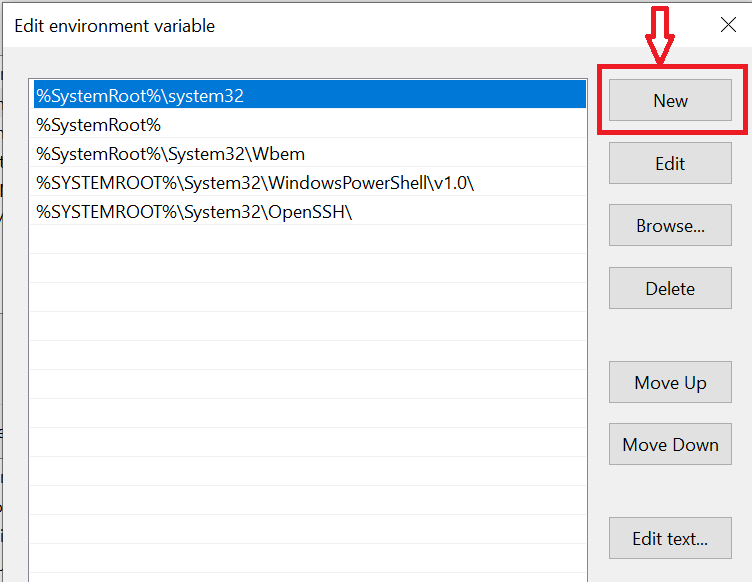 Edit environment variable
%SystemRoot%\system32
%SystemRoot%
%SystemRoot%\System32\Wbem
%SYSTEMROOT%\System32\WindowsPowerShell\v1.0\
%SYSTEMROOT%\System32\OpenSSH\
New
Edit
Browse...
Delete
Move Up
Move Down
Edit text...